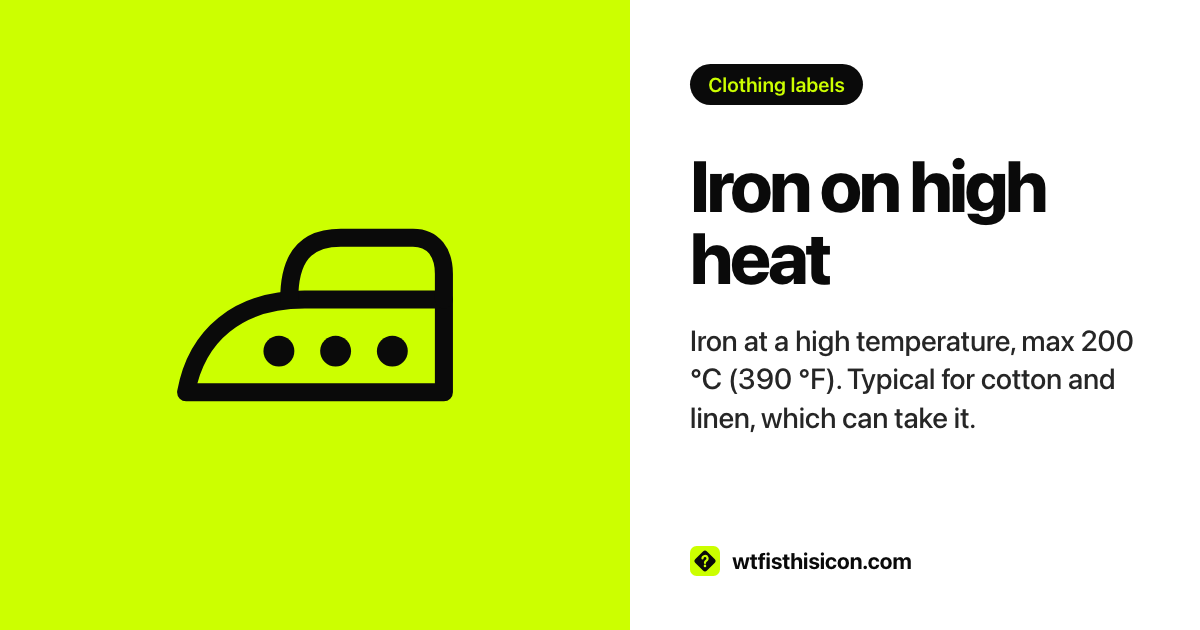 Clothing labels
Iron on high
heat
Iron at a high temperature, max 200
°C (390 °F). Typical for cotton and
linen, which can take it.
?
wtfisthisicon.com